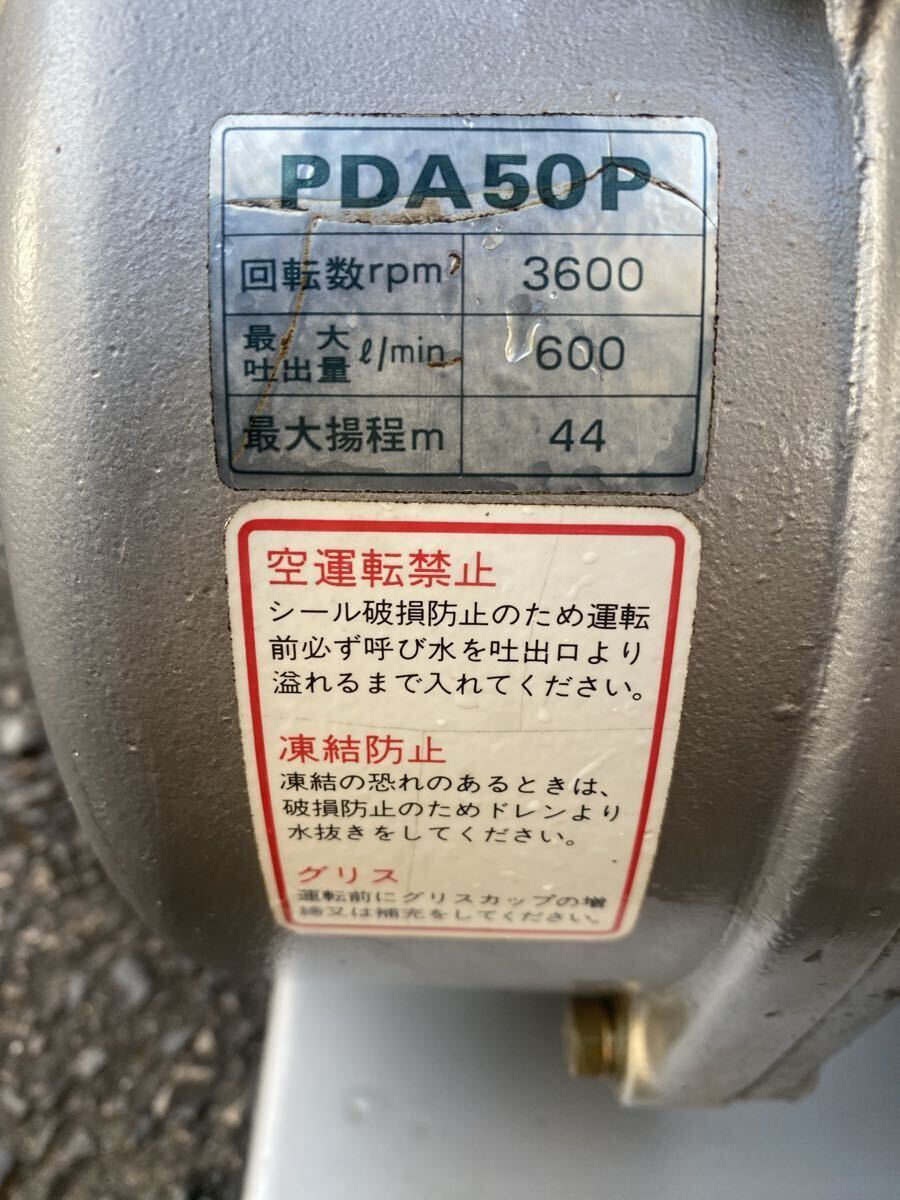 PDA50P
回転数rpm 3600
最大吐出量 ℓ/min 600
最大揚程m 44
空運転禁止
シール破損防止のため運転
前必ず呼び水を吐出口より
溢れるまで入れてください。
凍結防止
凍結の恐れのあるときは、
破損防止のためドレンより
水抜きをしてください。
グリス
運転前にグリスカップの増
締又は補充をしてください。